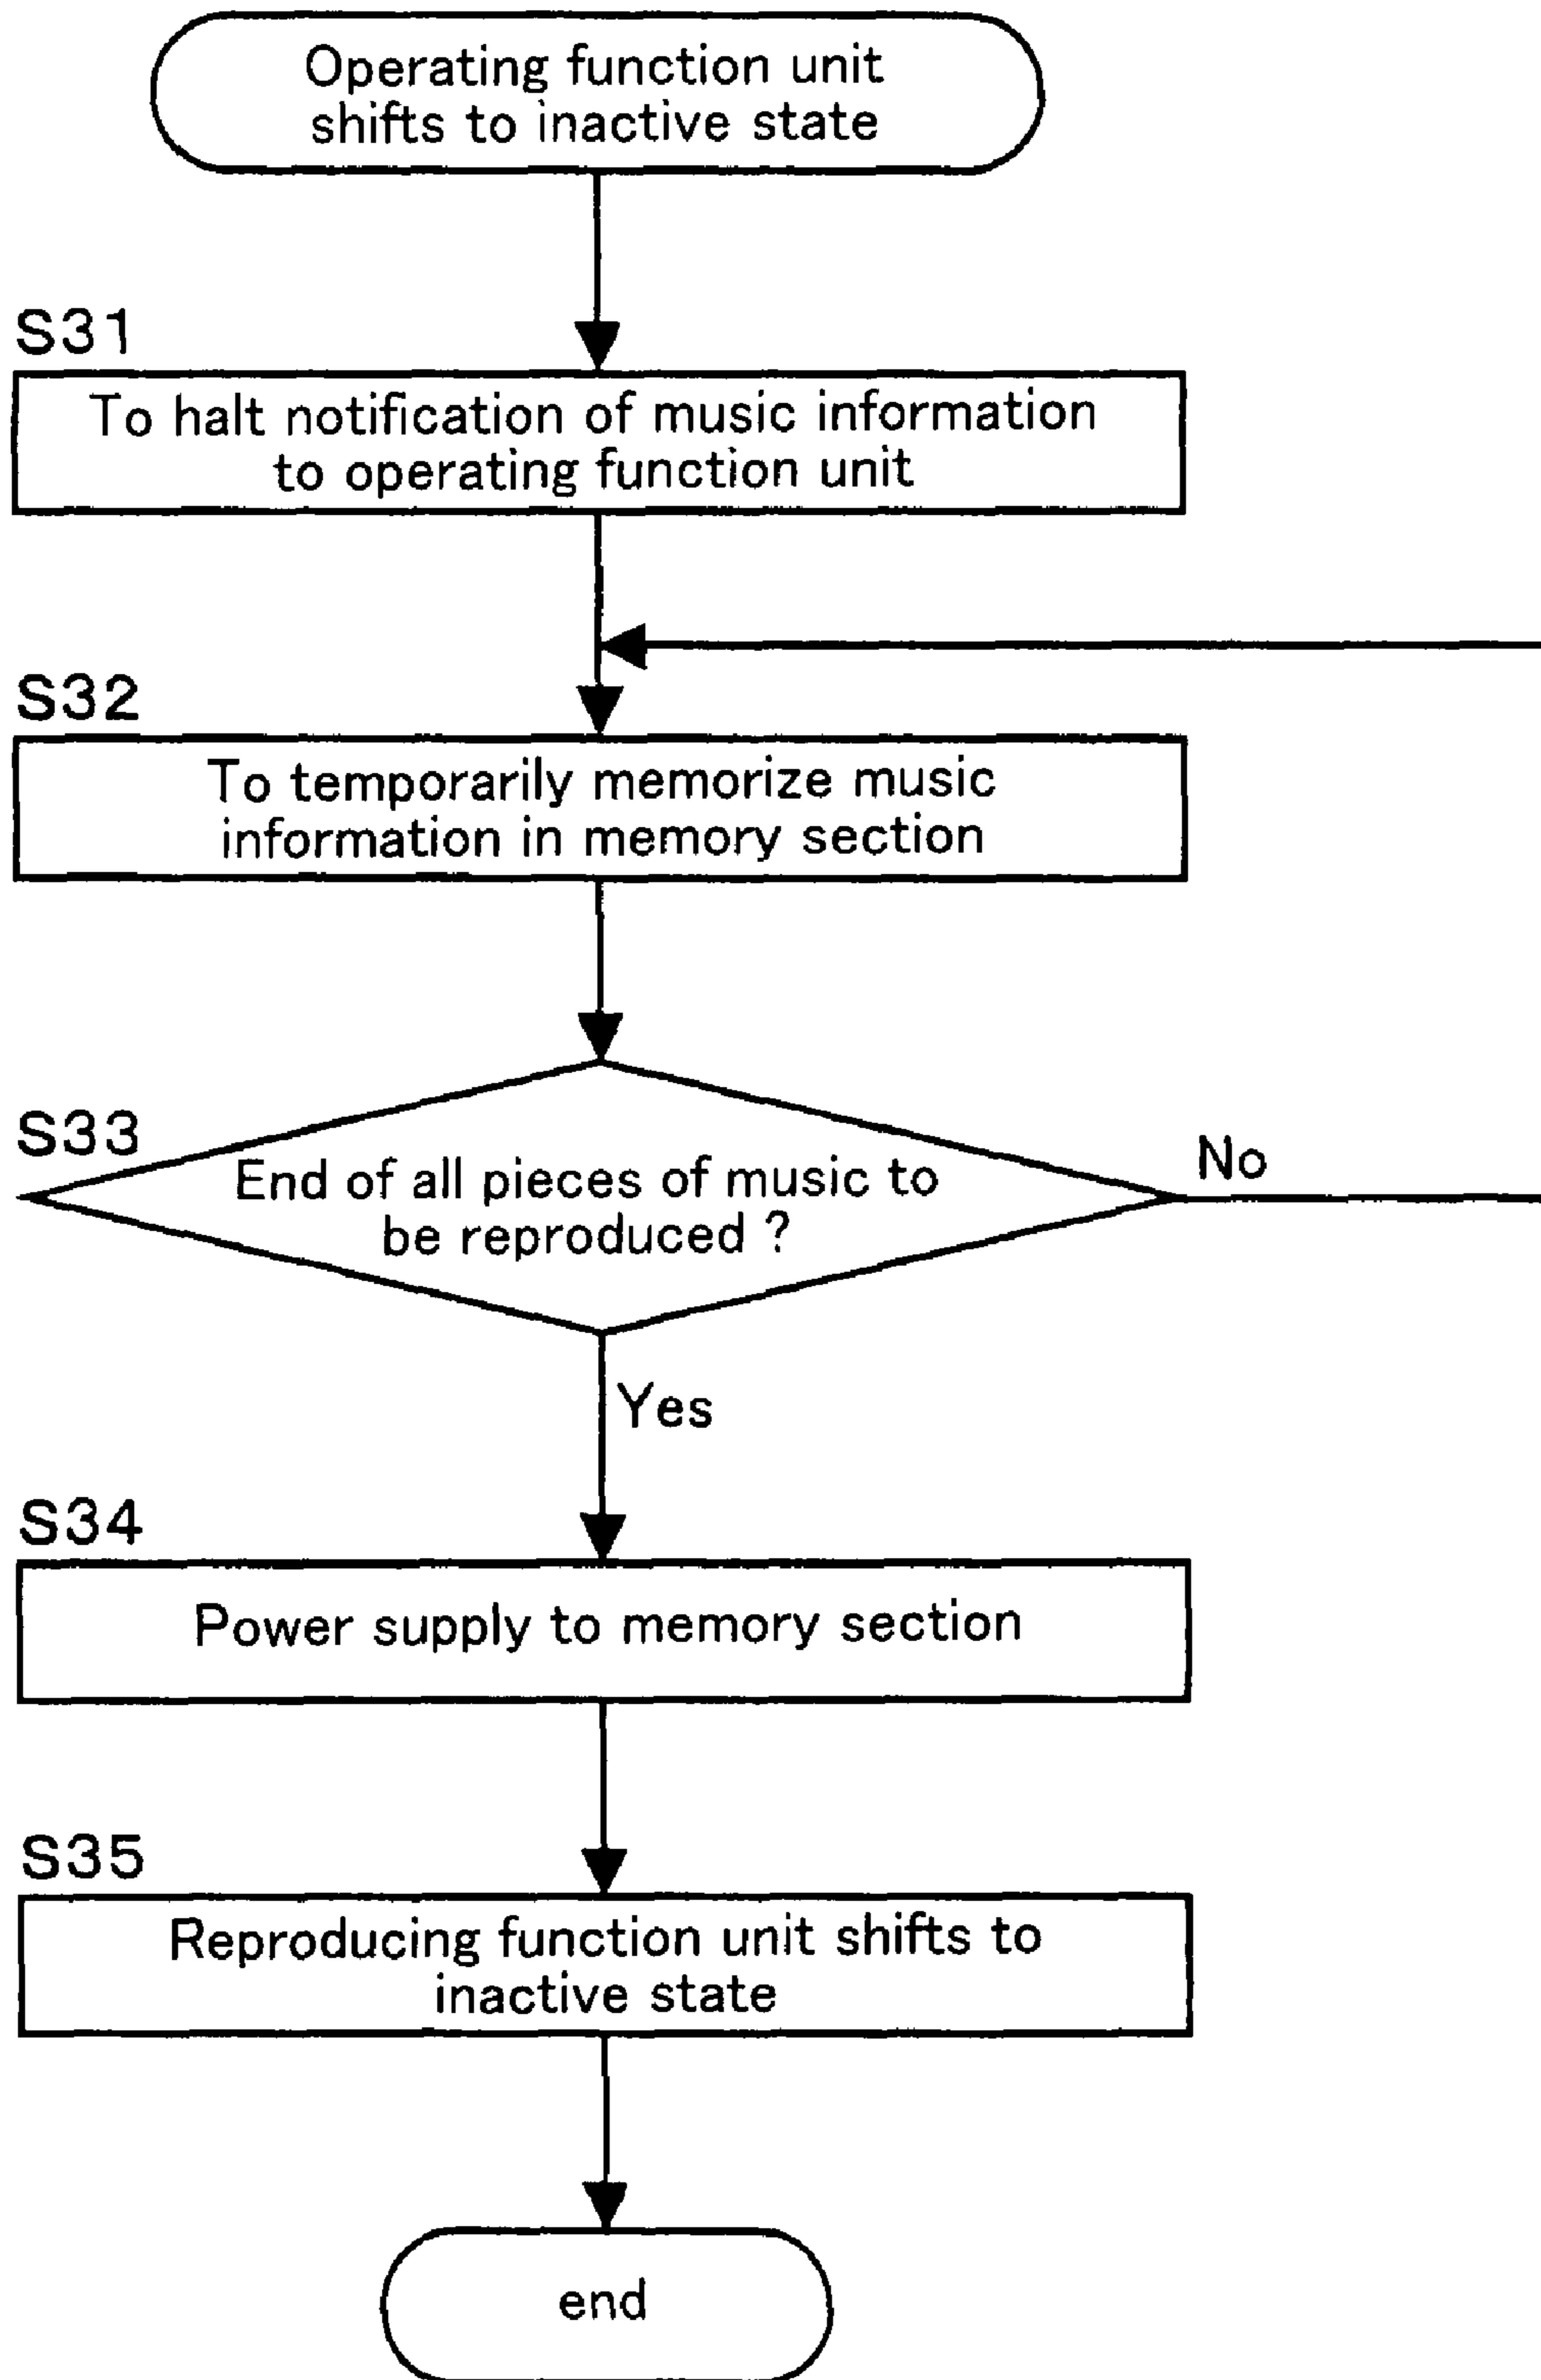 Operating function unit
shifts to inactive state
S31
To halt notification of music information
to operating function unit
S32
To temporarily memorize music
information in memory section
S33
End of all pieces of music to
be reproduced ?
No
Yes
S34
Power supply to memory section
S35
Reproducing function unit shifts to
inactive state
end